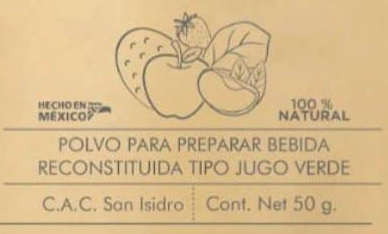 HECHO EN
MÉXICO
100 %
NATURAL
POLVO PARA PREPARAR BEBIDA
RECONSTITUIDA TIPO JUGO VERDE
C.A.C. San Isidro Cont. Net 50 g.